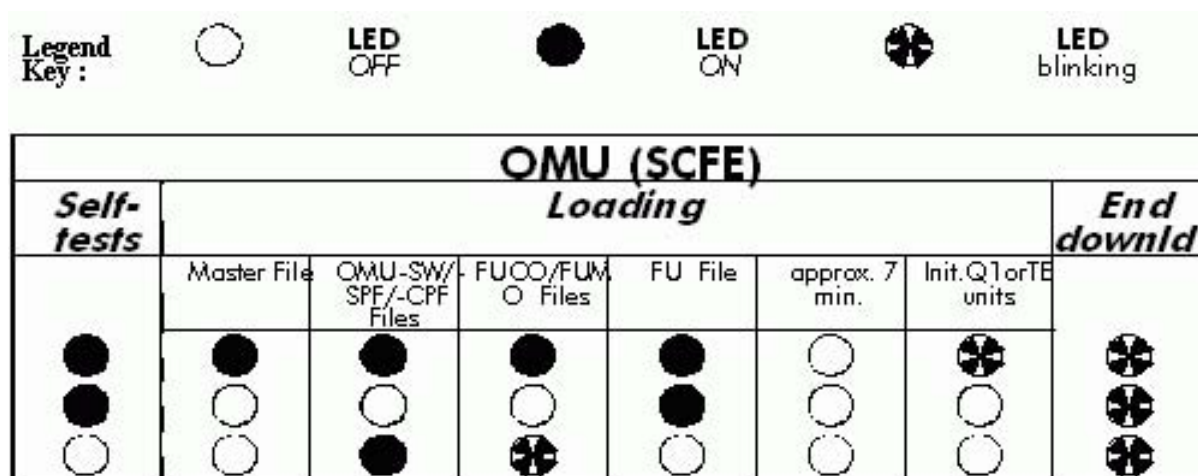 Legend
Key :
LED
OFF
LED
ON
LED
blinking
OMU (SCFE)
Self-
tests
Loading
End
downld
Master File
OMU-SW/-
SPF/-CPF
Files
FUCO/FUM
O Files
FU File
approx. 7
min.
Init.Q1orTE
units